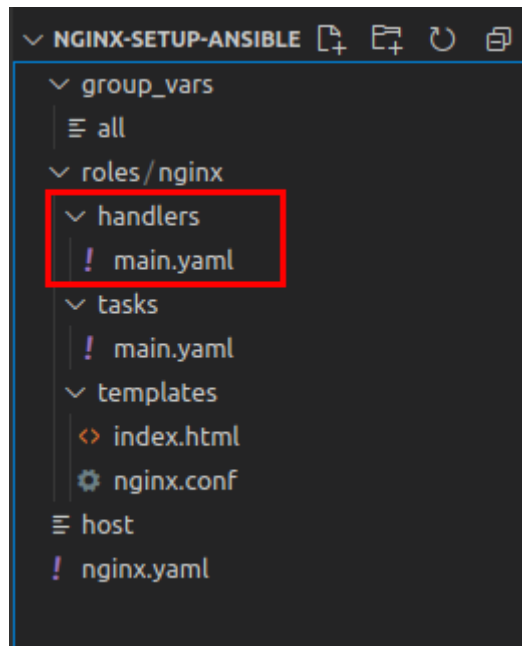 NGINX-SETUP-ANSIBLE
group_vars
all
roles/nginx
handlers
! main.yaml
tasks
! main.yaml
templates
<> index.html
nginx.conf
host
! nginx.yaml